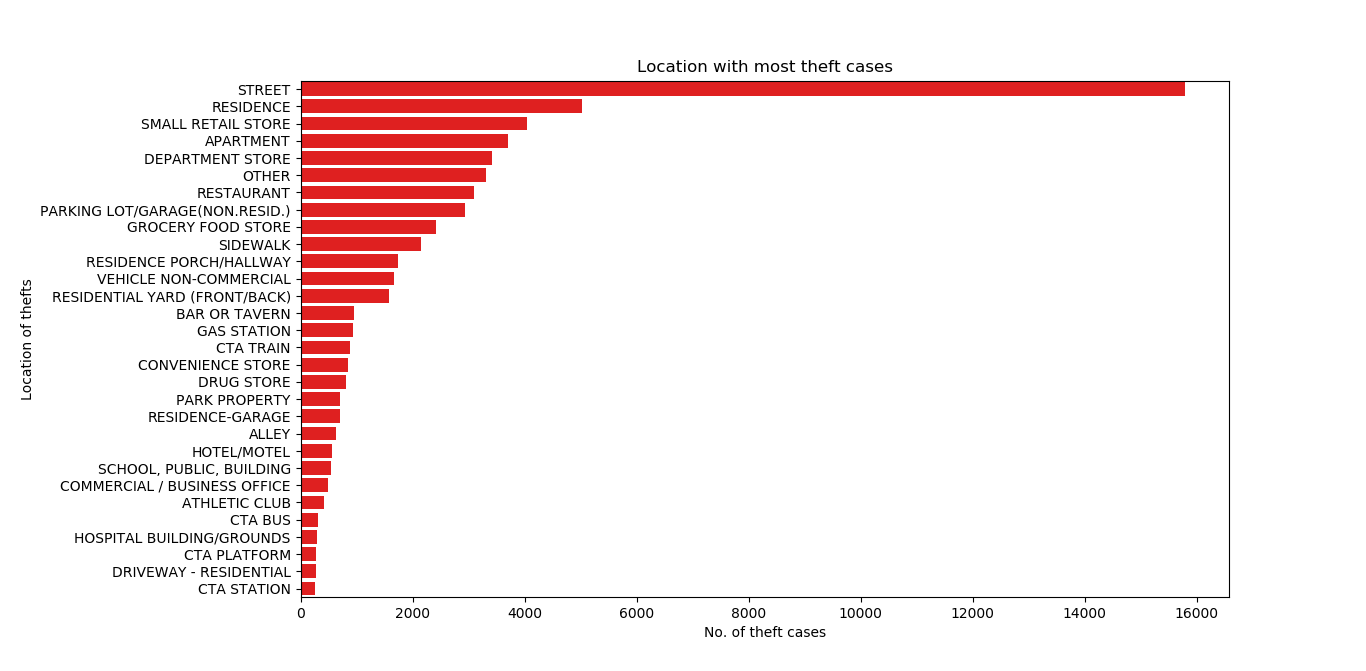 Location with most theft cases
STREET
RESIDENCE
SMALL RETAIL STORE
APARTMENT
DEPARTMENT STORE
OTHER
RESTAURANT
PARKING LOT/GARAGE(NON.RESID.)
GROCERY FOOD STORE
SIDEWALK
RESIDENCE PORCH/HALLWAY
VEHICLE NON-COMMERCIAL
RESIDENTIAL YARD (FRONT/BACK)
BAR OR TAVERN
GAS STATION
CTA TRAIN
CONVENIENCE STORE
DRUG STORE
PARK PROPERTY
RESIDENCE-GARAGE
ALLEY
HOTEL/MOTEL
SCHOOL, PUBLIC, BUILDING
COMMERCIAL / BUSINESS OFFICE
ATHLETIC CLUB
CTA BUS
HOSPITAL BUILDING/GROUNDS
CTA PLATFORM
DRIVEWAY - RESIDENTIAL
CTA STATION
Location of thefts
0 2000 4000 6000 8000 10000 12000 14000 16000
No. of theft cases